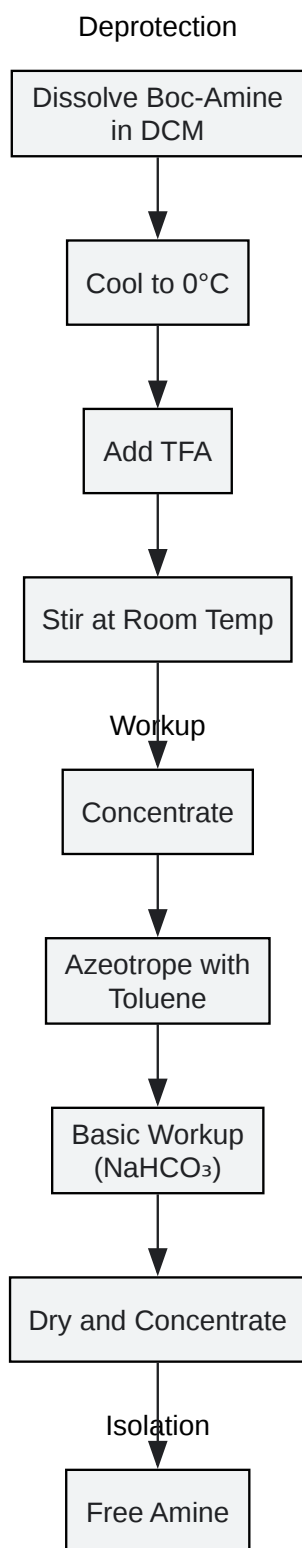 Deprotection
Dissolve Boc-Amine
in DCM
Cool to 0°C
Add TFA
Stir at Room Temp
Workup
Concentrate
Azeotrope with
Toluene
Basic Workup
(NaHCO₃)
Dry and Concentrate
Isolation
Free Amine